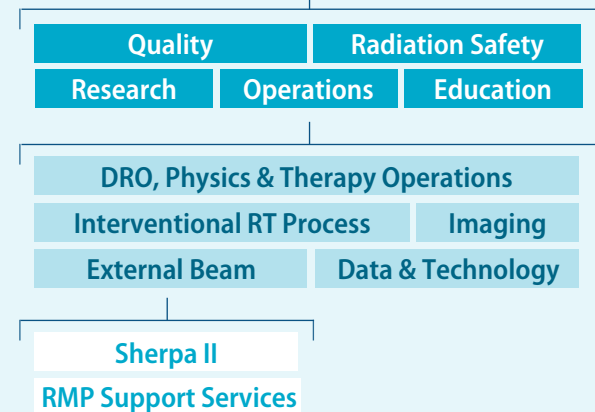 Quality Radiation Safety
Research Operations Education
DRO, Physics & Therapy Operations
Interventional RT Process Imaging
External Beam Data & Technology
Sherpa II
RMP Support Services